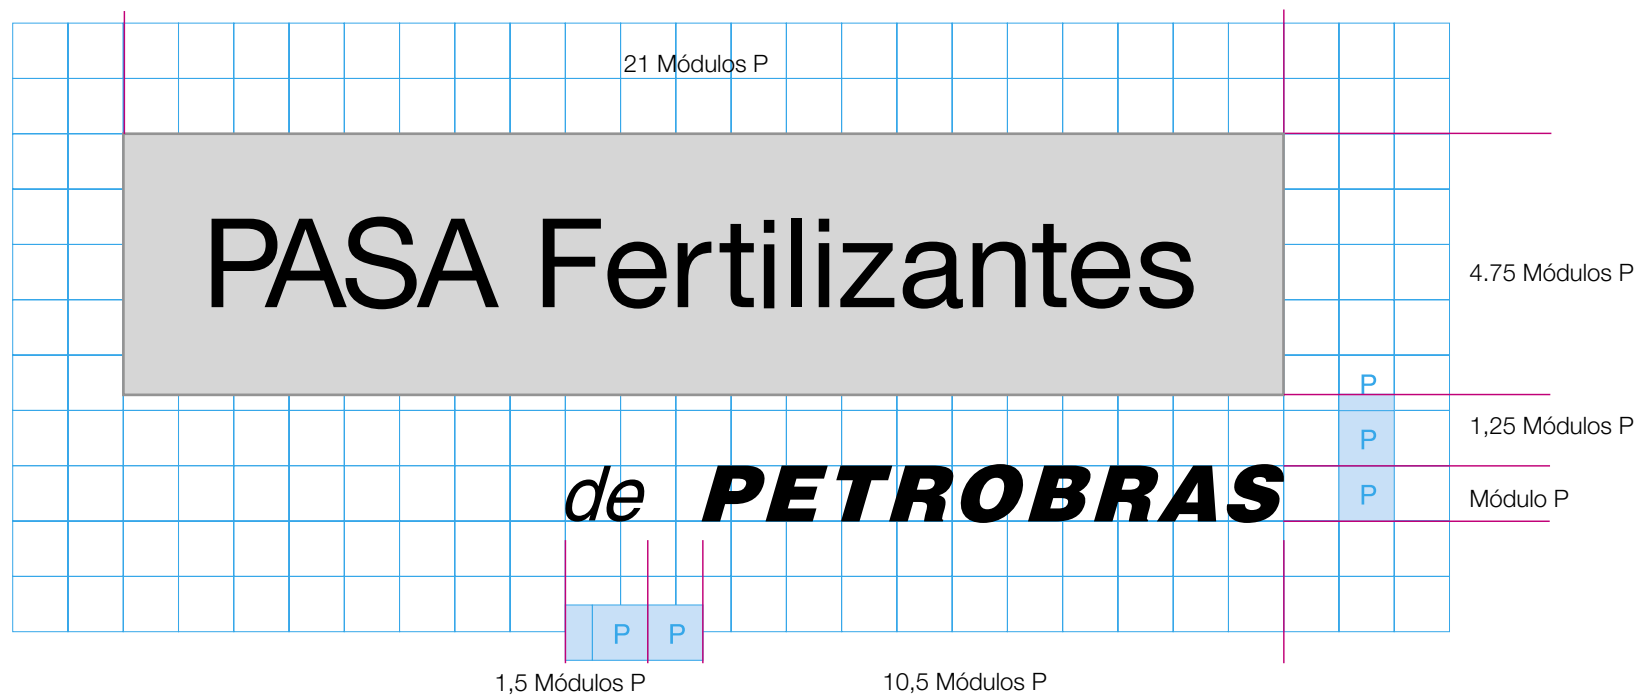 21 Módulos P
PASA Fertilizantes
4.75 Módulos P
P
1,25 Módulos P
P
de PETROBRAS
P
Módulo P
P P
1,5 Módulos P
10,5 Módulos P